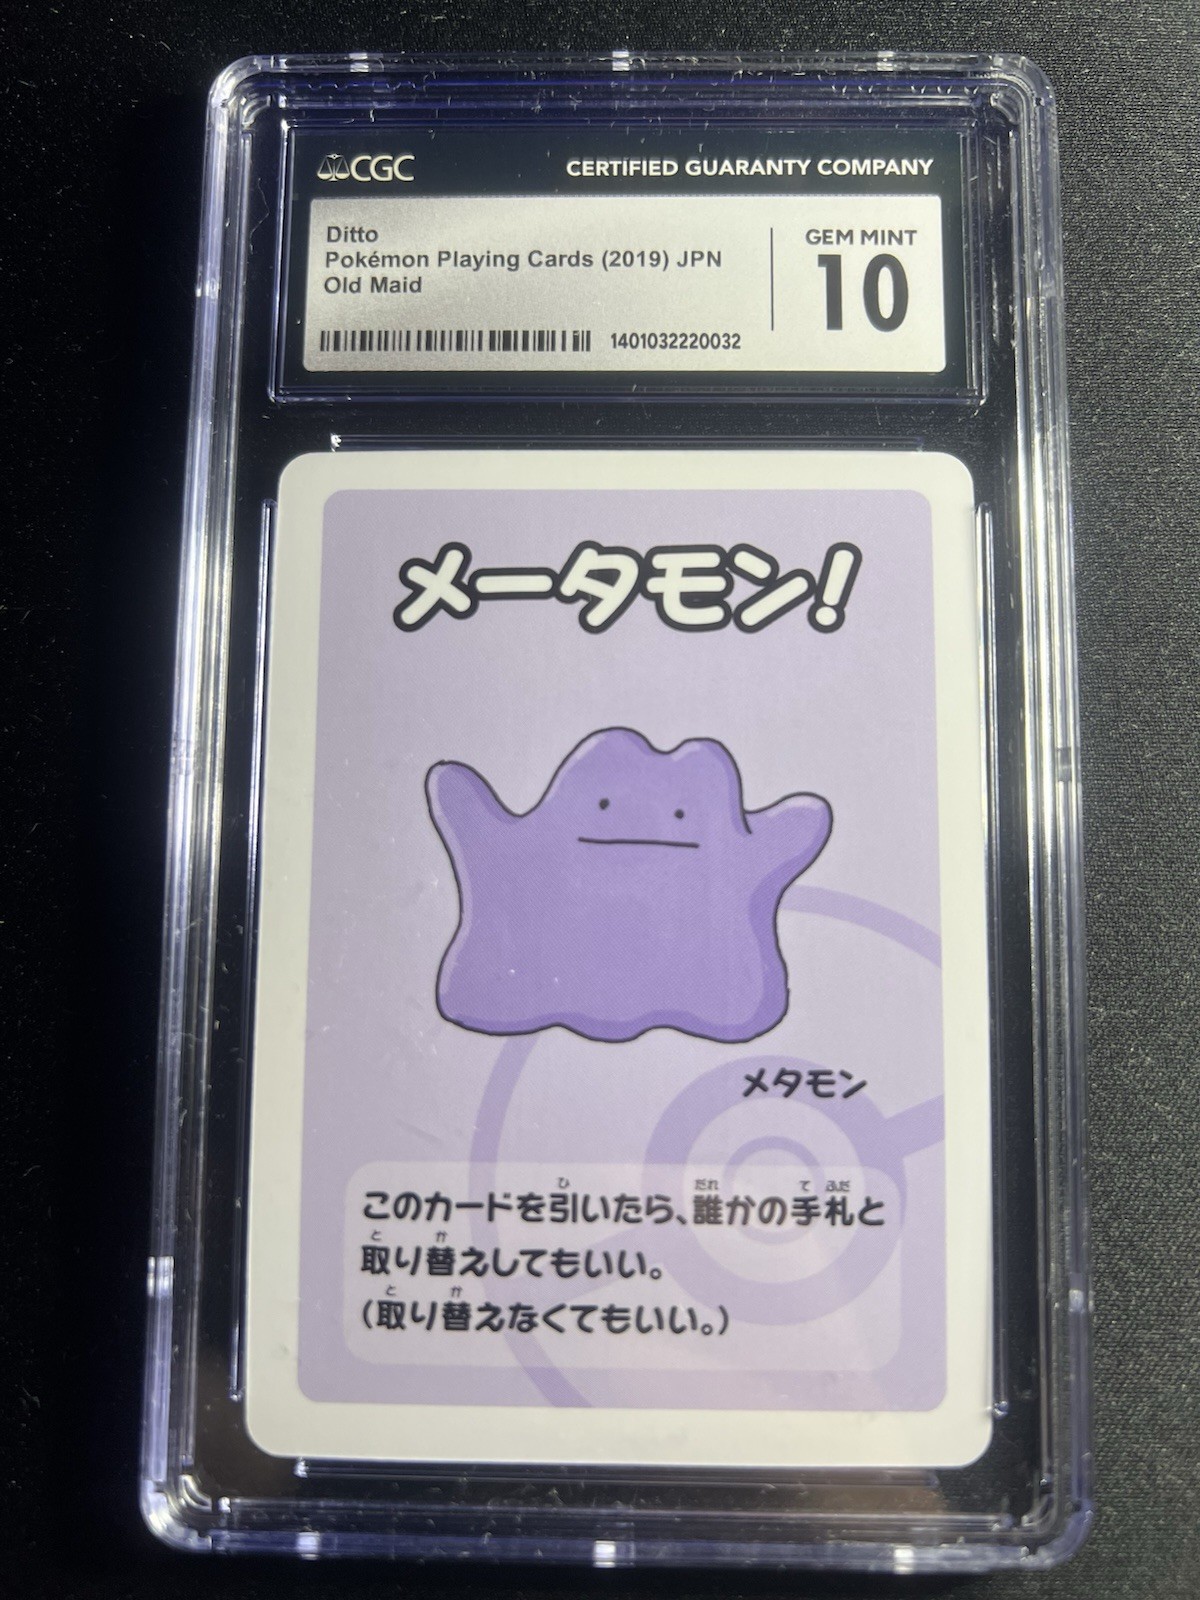 CGC
CERTIFIED GUARANTY COMPANY
Ditto
Pokémon Playing Cards (2019) JPN
Old Maid
1401032220032
GEM MINT
10
メータモン!
メタモン
このカードを引いたら、誰かの手札と
取り替えしてもいい。
(取り替えなくてもいい。)